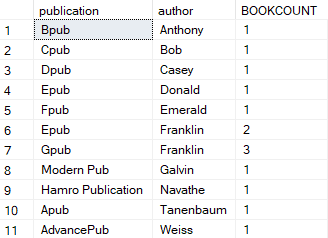 publication author BOOKCOUNT
1 Bpub Anthony 1
2 Cpub Bob 1
3 Dpub Casey 1
4 Epub Donald 1
5 Fpub Emerald 1
6 Epub Franklin 2
7 Gpub Franklin 3
8 Modern Pub Galvin 1
9 Hamro Publication Navathe 1
10 Apub Tanenbaum 1
11 AdvancePub Weiss 1